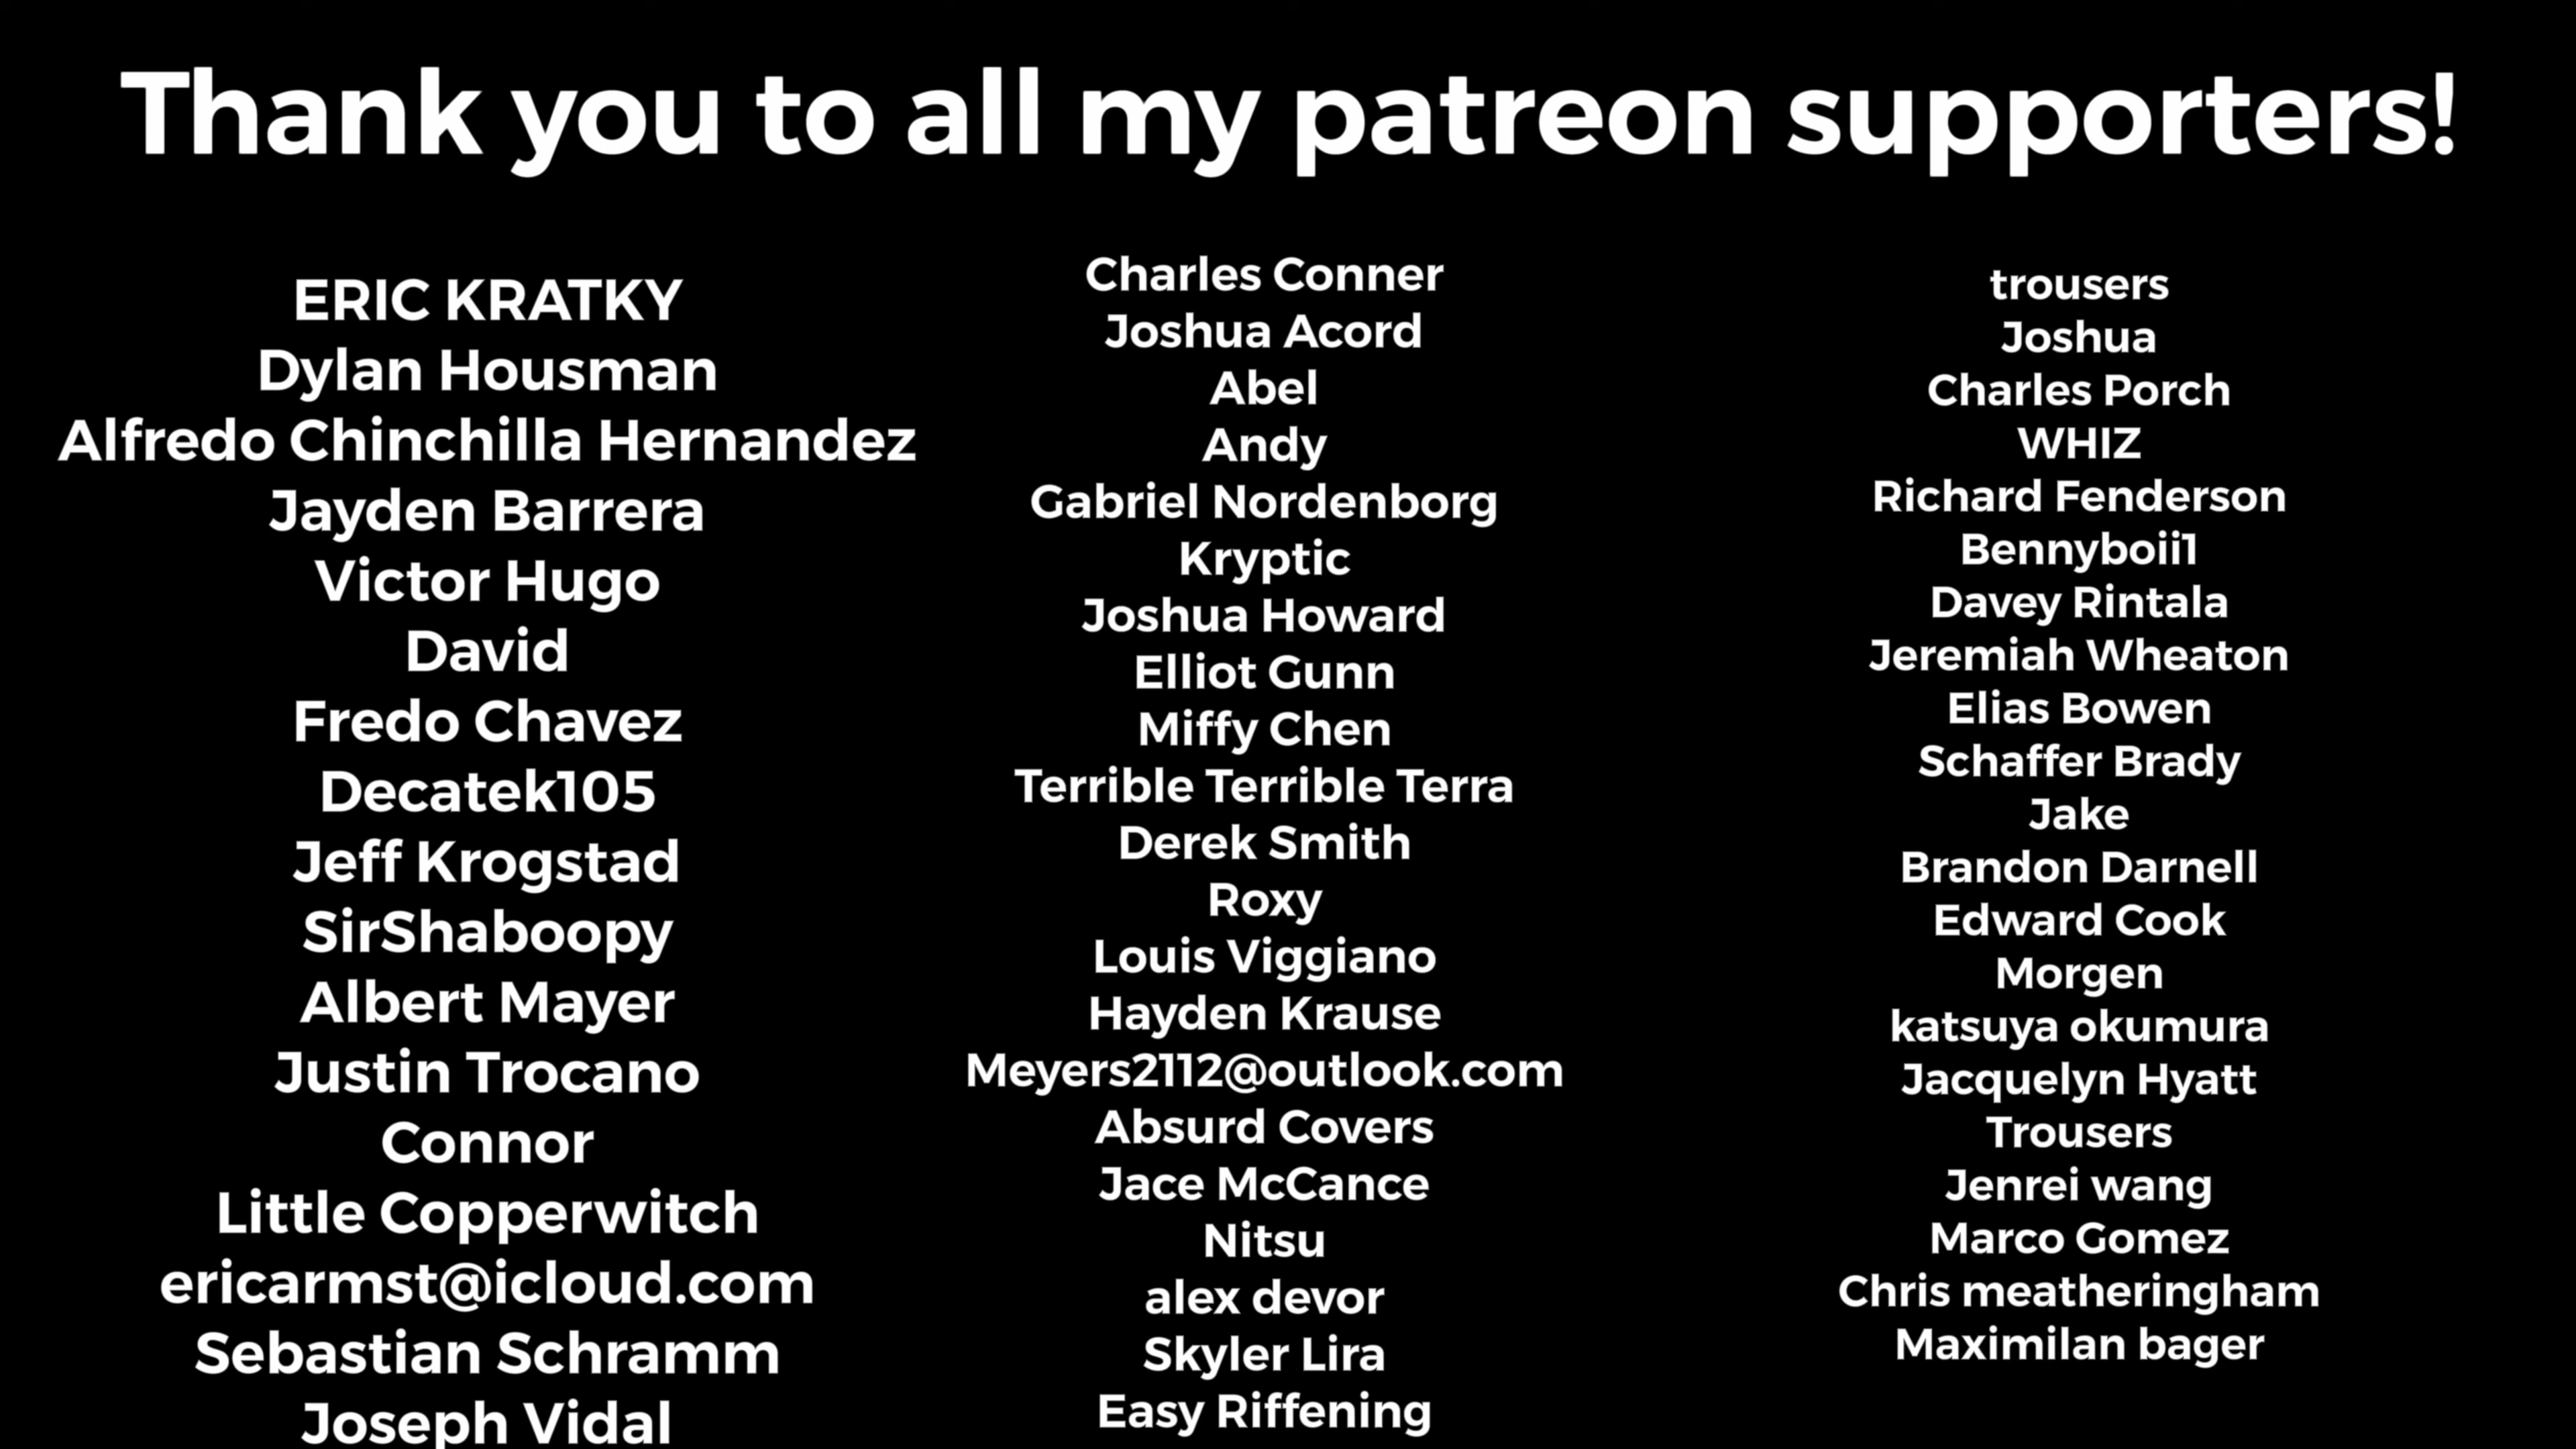 Thank you to all my patreon supporters!
ERIC KRATKY
Dylan Housman
Alfredo Chinchilla Hernandez
Jayden Barrera
Victor Hugo
David
Fredo Chavez
Decatek105
Jeff Krogstad
SirShaboopy
Albert Mayer
Justin Trocano
Connor
Little Copperwitch
ericarmst@icloud.com
Sebastian Schramm
Joseph Vidal
Charles Conner
Joshua Acord
Abel
Andy
Gabriel Nordenborg
Kryptic
Joshua Howard
Elliot Gunn
Miffy Chen
Terrible Terrible Terra
Derek Smith
Roxy
Louis Viggiano
Hayden Krause
Meyers2112@outlook.com
Absurd Covers
Jace McCance
Nitsu
alex devor
Skyler Lira
Easy Riffening
trousers
Joshua
Charles Porch
WHIZ
Richard Fenderson
Bennyboii1
Davey Rintala
Jeremiah Wheaton
Elias Bowen
Schaffer Brady
Jake
Brandon Darnell
Edward Cook
Morgen
katsuya okumura
Jacquelyn Hyatt
Trousers
Jenrei wang
Marco Gomez
Chris meatheringham
Maximilan bager